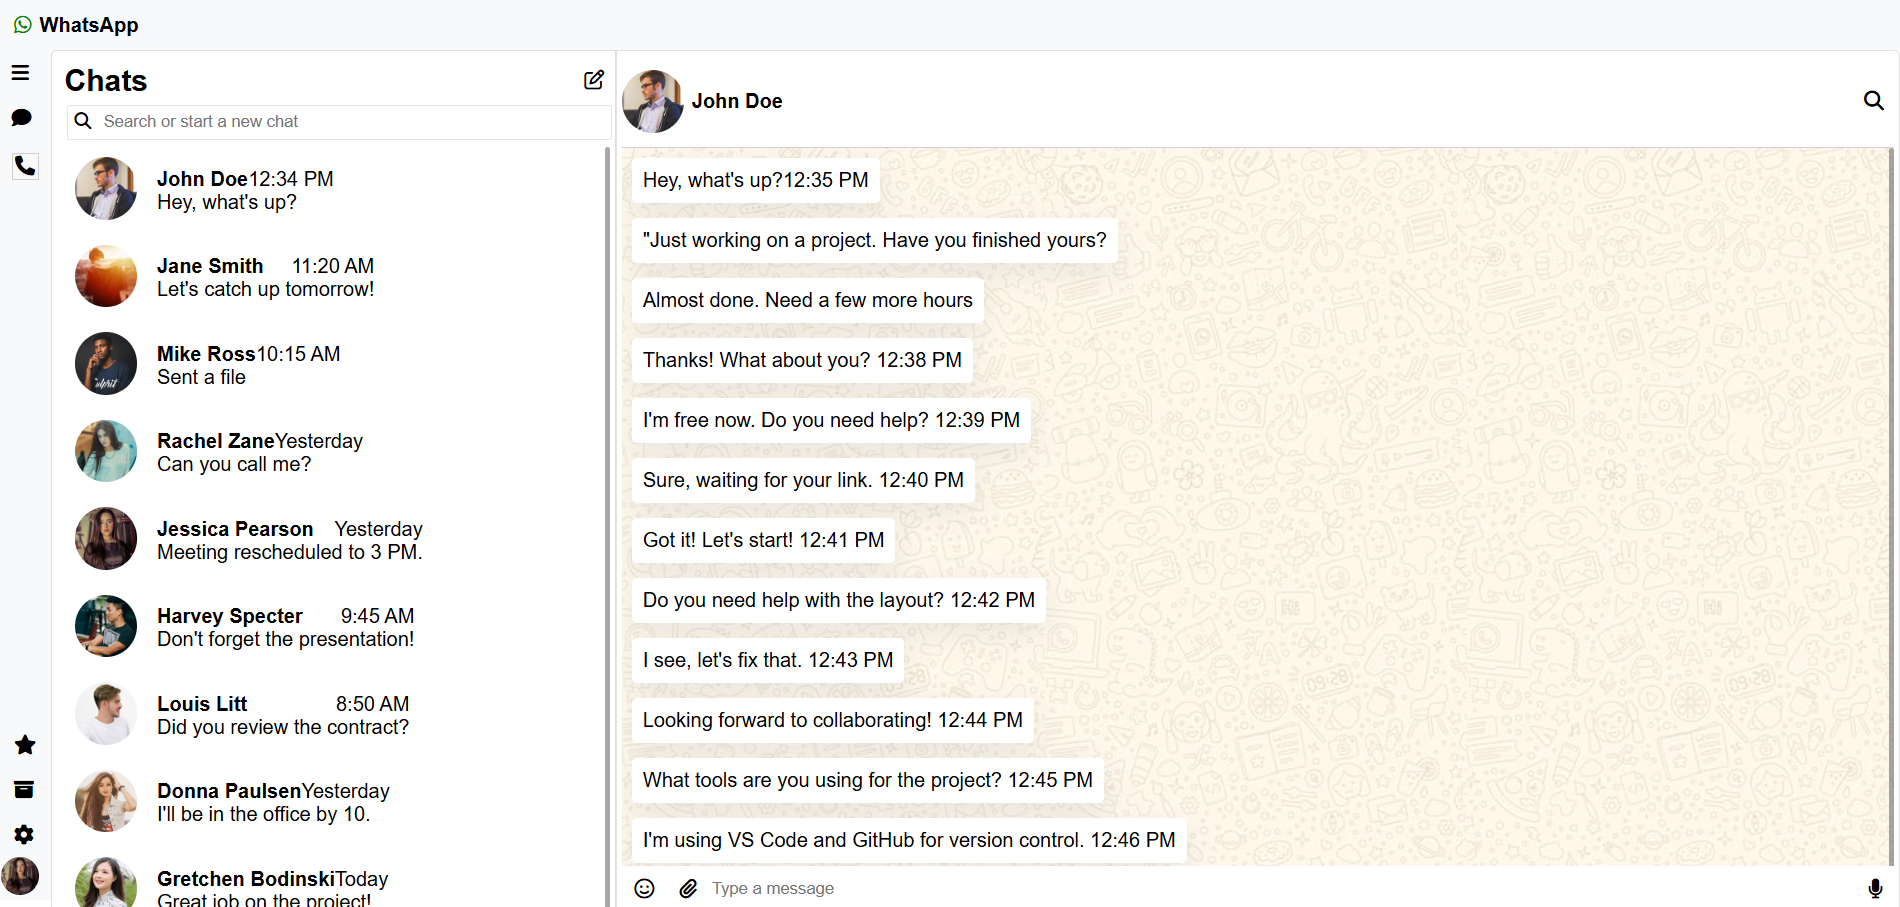 WhatsApp
Chats
Search or start a new chat
John Doe12:34 PM
Hey, what's up?
Jane Smith 11:20 AM
Let's catch up tomorrow!
Mike Ross10:15 AM
Sent a file
Rachel ZaneYesterday
Can you call me?
Jessica Pearson Yesterday
Meeting rescheduled to 3 PM.
Harvey Specter 9:45 AM
Don't forget the presentation!
Louis Litt 8:50 AM
Did you review the contract?
Donna PaulsenYesterday
I'll be in the office by 10.
Gretchen BodinskiToday
Great job on the project!
John Doe
Hey, what's up?12:35 PM
"Just working on a project. Have you finished yours?
Almost done. Need a few more hours
Thanks! What about you? 12:38 PM
I'm free now. Do you need help? 12:39 PM
Sure, waiting for your link. 12:40 PM
Got it! Let's start! 12:41 PM
Do you need help with the layout? 12:42 PM
I see, let's fix that. 12:43 PM
Looking forward to collaborating! 12:44 PM
What tools are you using for the project? 12:45 PM
I'm using VS Code and GitHub for version control. 12:46 PM
Type a message